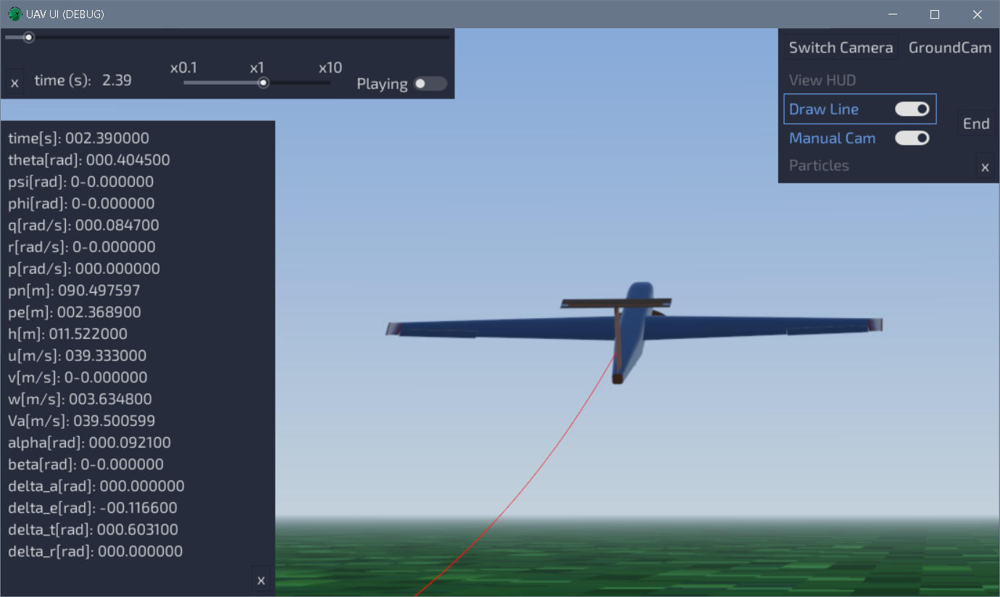 UAV UI (DEBUG)
x0.1 x1 x10
x time (s): 2.39 Playing
Switch Camera GroundCam
View HUD
Draw Line
End
Manual Cam
Particles
x
time[s]: 002.390000
theta[rad]: 000.404500
psi[rad]: 0-0.000000
phi[rad]: 0-0.000000
q[rad/s]: 000.084700
r[rad/s]: 0-0.000000
p[rad/s]: 000.000000
pn[m]: 090.497597
pe[m]: 002.368900
h[m]: 011.522000
u[m/s]: 039.333000
v[m/s]: 0-0.000000
w[m/s]: 003.634800
Va[m/s]: 039.500599
alpha[rad]: 000.092100
beta[rad]: 0-0.000000
delta_a[rad]: 000.000000
delta_e[rad]: -00.116600
delta_t[rad]: 000.603100
delta_r[rad]: 000.000000
x